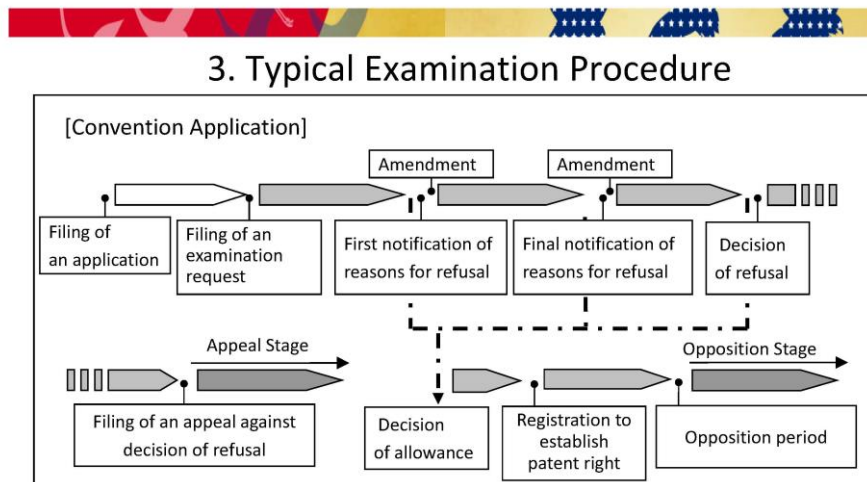 3. Typical Examination Procedure
[Convention Application]
Amendment
Amendment
Filing of
an application
Filing of an
examination
request
First notification of
reasons for refusal
Final notification of
reasons for refusal
Decision
of refusal
Appeal Stage
Opposition Stage
Filing of an appeal against
decision of refusal
Decision
of allowance
Registration to
establish
patent right
Opposition period